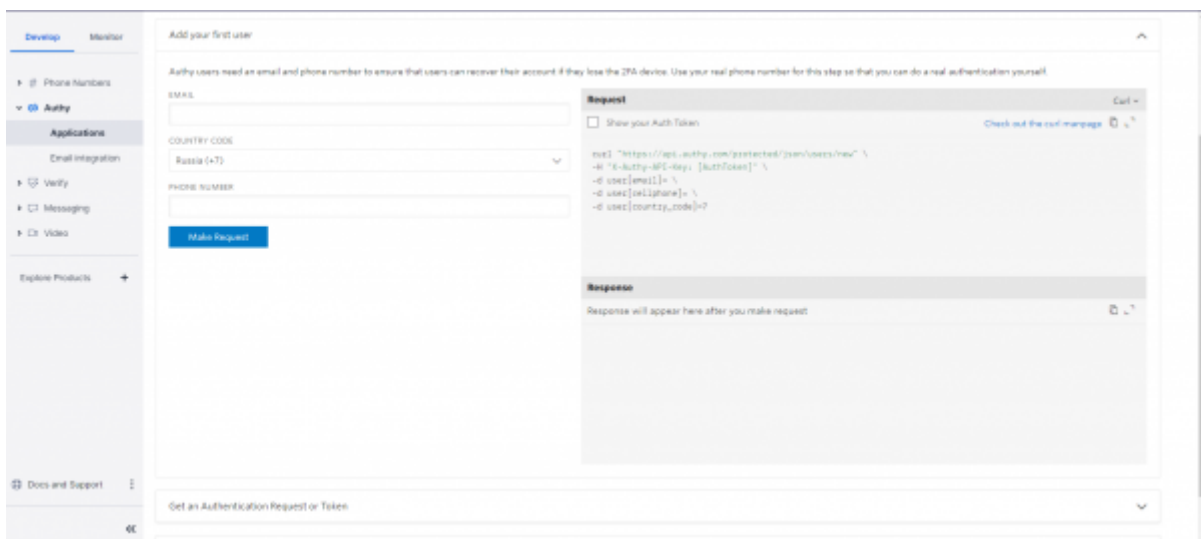 Develop Monitor
Phone Numbers
Authy
Applications
Email integration
Verify
Messaging
Video
Explore Products +
Docs and Support
Add your first user
Authy users need an email and phone number to ensure that users can recover their account if they lose the 2FA device. Use your real phone number for this step so that you can do a real authentication yourself.
EMAIL
COUNTRY CODE
Russia (+7)
PHONE NUMBER
Make Request
Request Curl
Show your Auth Token Check out the curl manpage
curl "https://api.authy.com/protected/json/users/new" \
-H "X-Authy-API-Key: [AuthToken]" \
-d user[email]= \
-d user[cellphone]= \
-d user[country_code]=7
Response
Response will appear here after you make request
Get an Authentication Request or Token